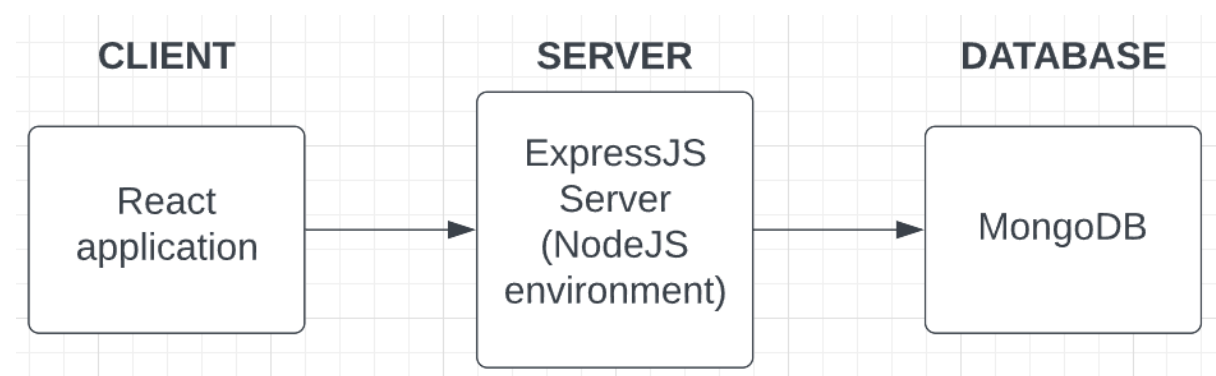 CLIENT
SERVER
DATABASE
React
application
ExpressJS
Server
(NodeJS
environment)
MongoDB